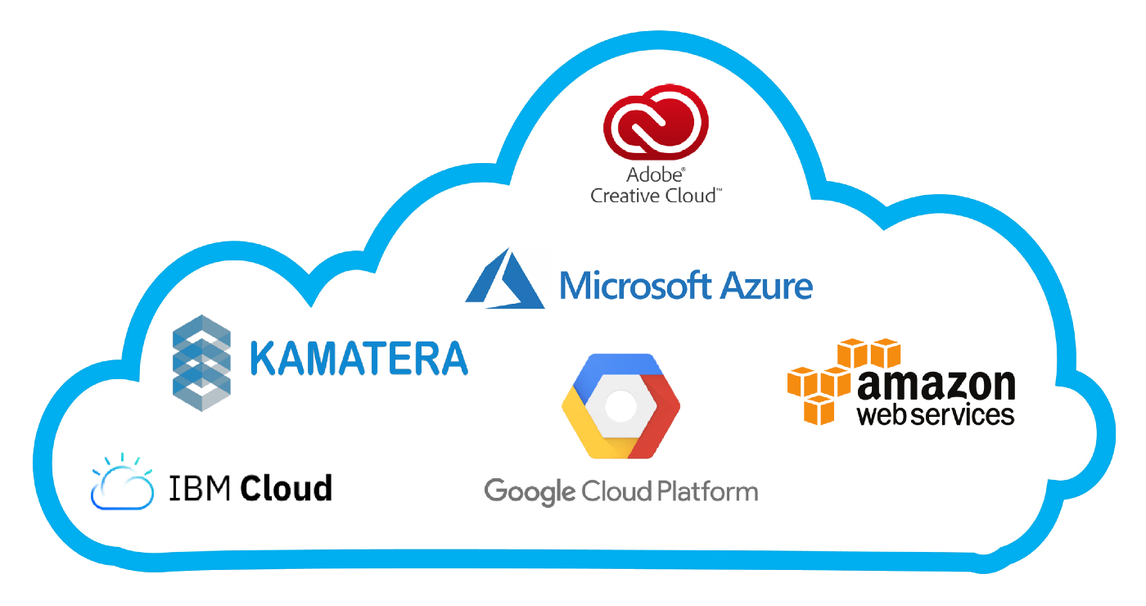 Adobe®
Creative Cloud™
Microsoft Azure
KAMATERA
amazon
web services
IBM Cloud
Google Cloud Platform